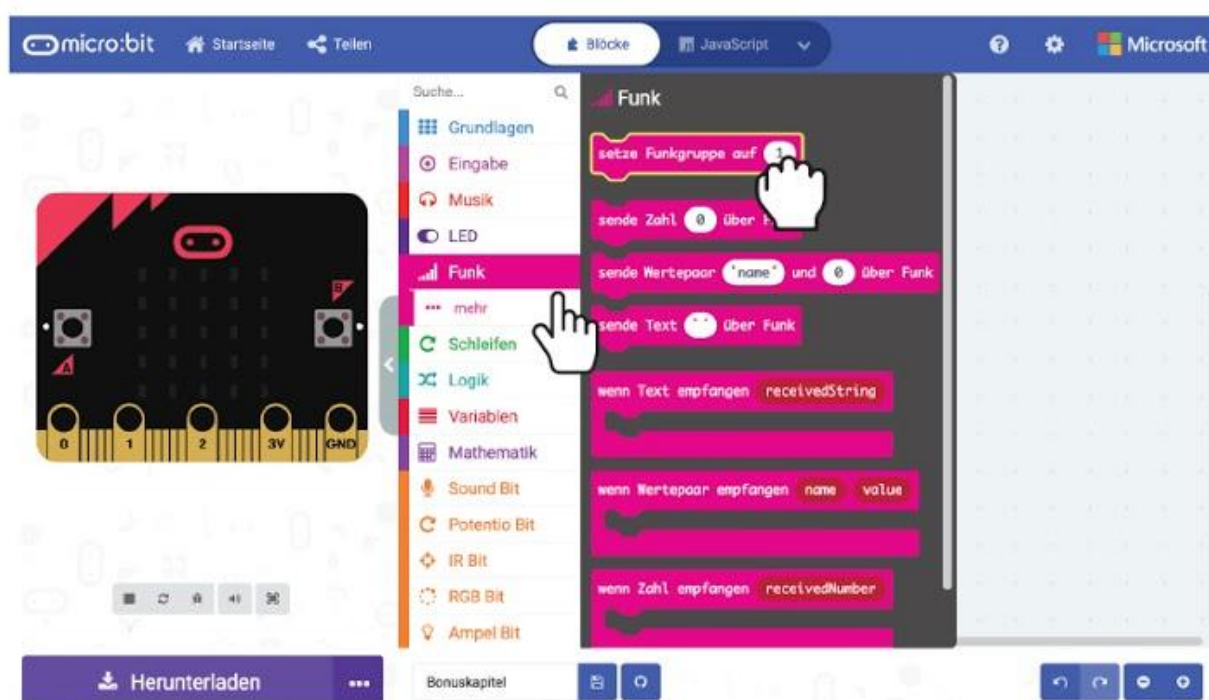 micro:bit Startseite Teilen Blöcke JavaScript Microsoft
Suche...
Grundlagen
Eingabe
Musik
LED
Funk
mehr
Schleifen
Logik
Variablen
Mathematik
Sound Bit
Potentio Bit
IR Bit
RGB Bit
Ampel Bit
Funk
setze Funkgruppe auf 1
sende Zahl 0 über
sende Wertepaar "name" und 0 über Funk
sende Text " " über Funk
wenn Text empfangen receivedString
wenn Wertepaar empfangen name value
wenn Zahl empfangen receivedNumber
B
A
0 1 2 3V GND
Herunterladen
Bonuskapitel